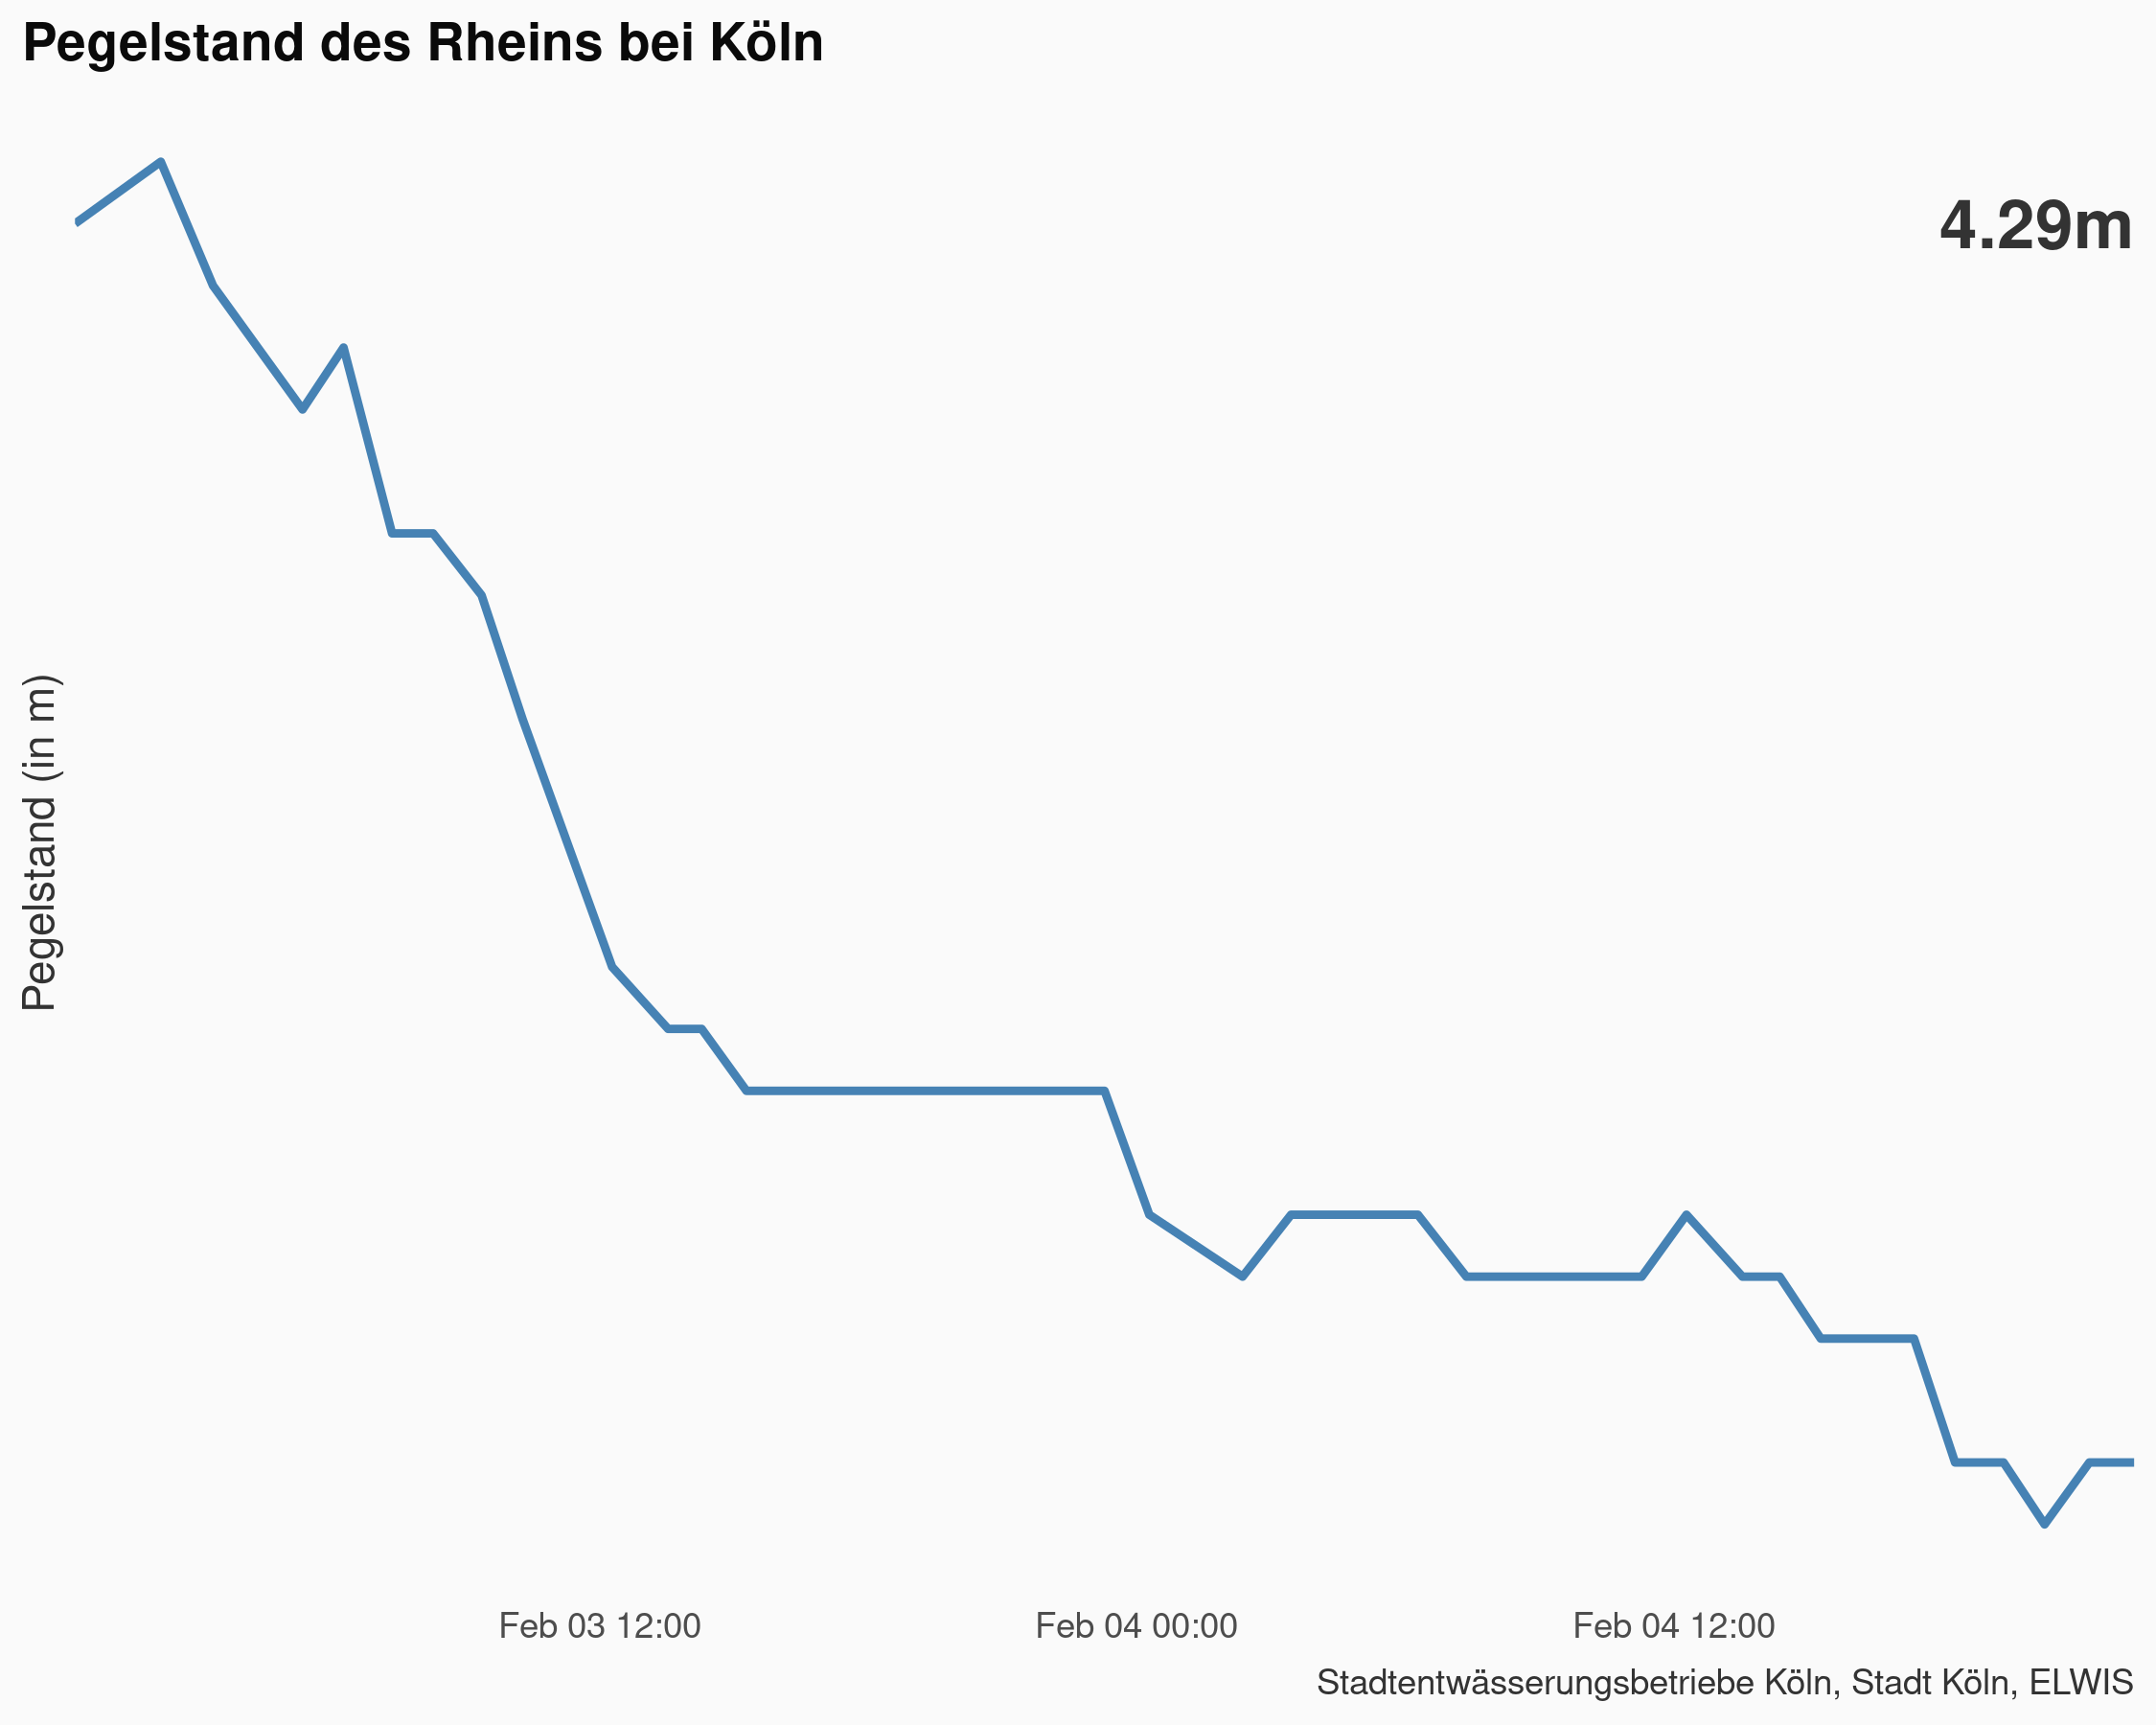 Pegelstand des Rheins bei Köln
4.29m
Pegelstand (in m)
Feb 03 12:00
Feb 04 00:00
Feb 04 12:00
Stadtentwässerungsbetriebe Köln, Stadt Köln, ELWIS